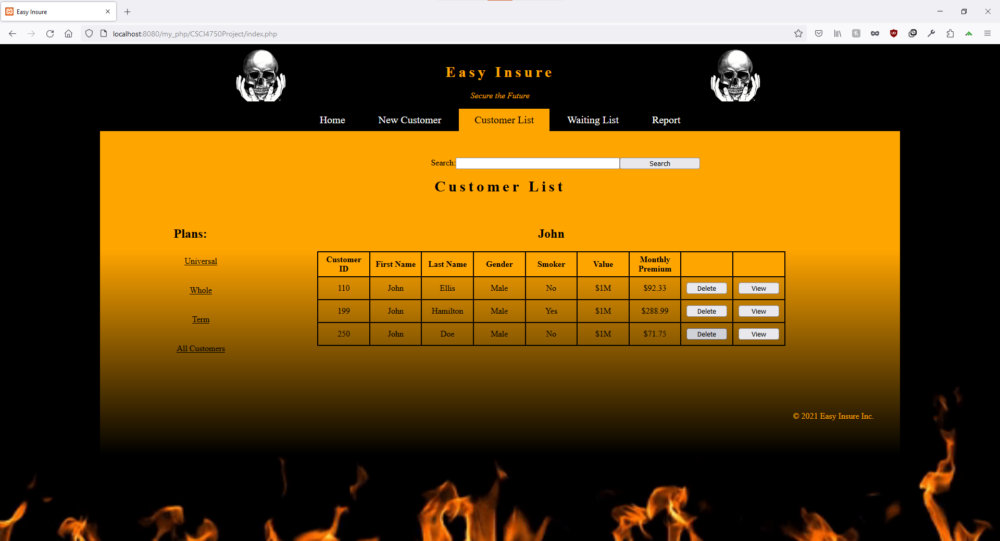 Easy Insure
localhost:8080/my_php/CSCI4750Project/index.php
Easy Insure
Secure the Future
Home New Customer Customer List Waiting List Report
Search: Search
Customer List
Plans:
Universal
Whole
Term
All Customers
John
Customer ID First Name Last Name Gender Smoker Value Monthly Premium
110 John Ellis Male No $1M $92.33 Delete View
199 John Hamilton Male Yes $1M $288.99 Delete View
250 John Doe Male No $1M $71.75 Delete View
© 2021 Easy Insure Inc.